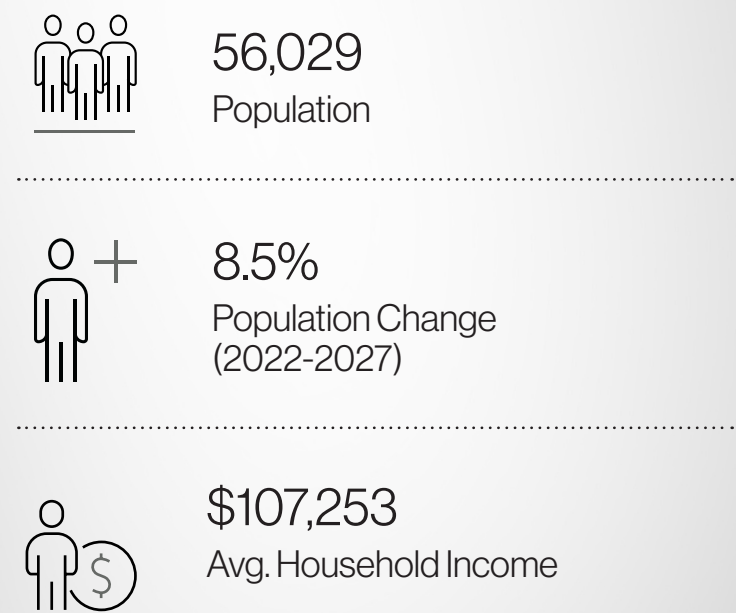 56,029
Population
8.5%
Population Change
(2022-2027)
$107,253
Avg. Household Income
$